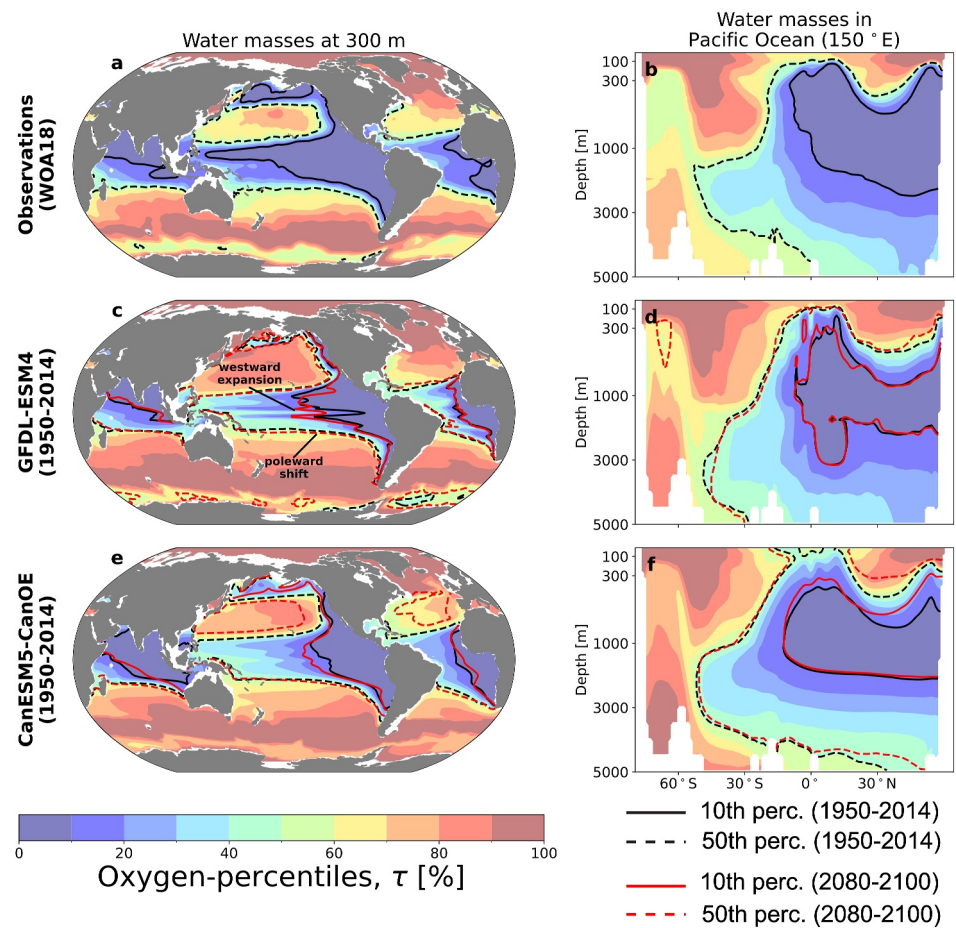 Water masses at 300 m
Water masses in
Pacific Ocean (150 °E)
Observations
(WOA18)
a
b
Depth [m]
100
300
1000
3000
5000
GFDL-ESM4
(1950-2014)
c
westward
expansion
poleward
shift
d
Depth [m]
100
300
1000
3000
5000
CanESM5-CanOE
(1950-2014)
e
f
Depth [m]
100
300
1000
3000
5000
60°S 30°S 0° 30°N
0 20 40 60 80 100
Oxygen-percentiles, τ [%]
10th perc. (1950-2014)
50th perc. (1950-2014)
10th perc. (2080-2100)
50th perc. (2080-2100)